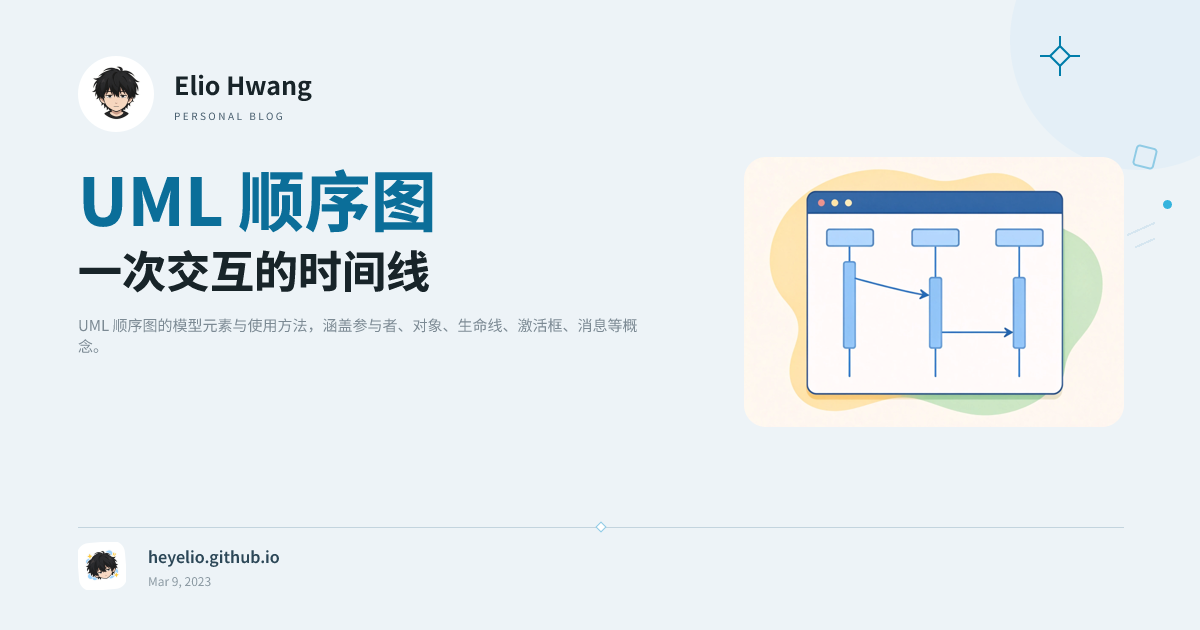 Elio Hwang
PERSONAL BLOG
UML 顺序图
一次交互的时间线
UML 顺序图的模型元素与使用方法，涵盖参与者、对象、生命线、激活框、消息等概
念。
heyelio.github.io
Mar 9, 2023